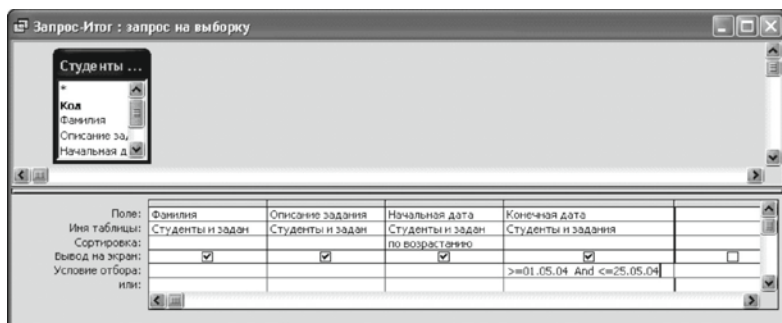 Запрос-Итог : запрос на выборку
Студенты ...
*
Код
Фамилия
Описание за
Начальная д
Поле: Фамилия Описание задания Начальная дата Конечная дата
Имя таблицы: Студенты и задан Студенты и задан Студенты и задан Студенты и задания
Сортировка: по возрастанию
Вывод на экран:
Условие отбора: >=01.05.04 And <=25.05.04
или: